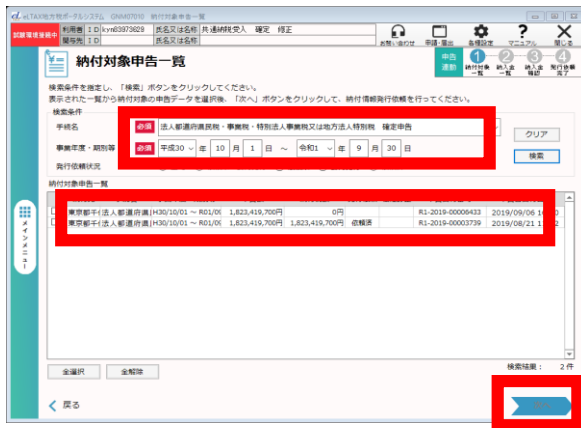 eLTAX地方税ポータルシステム GNM07010 納付対象申告一覧
試験環境接続中 利用者 ID kyn83973628 氏名又は名称 共通納税受入 確定 修正
関与先 ID 氏名又は名称
お問い合わせ 申請・届出 各種設定 マニュアル 閉じる
納付対象申告一覧
申告連動 1 納付対象一覧 2 納入金一覧 3 納入金確認 4 発行依頼完了
検索条件を指定し、「検索」ボタンをクリックしてください。
表示された一覧から納付対象の申告データを選択後、「次へ」ボタンをクリックして、納付情報発行依頼を行ってください。
検索条件
手続名 必須 法人都道府県民税・事業税・特別法人事業税又は地方法人特別税 確定申告
クリア
事業年度・期別等 必須 平成30 年 10 月 1 日 ～ 令和1 年 9 月 30 日
検索
発行依頼状況
納付対象申告一覧
東京都千(法人都道府県 H30/10/01 ～ R01/09 1,823,419,700円 0円 R1-2019-00006433 2019/09/06
東京都千(法人都道府県 H30/10/01 ～ R01/09 1,823,419,700円 1,823,419,700円 依頼済 R1-2019-00003739 2019/08/21
メインメニュー
全選択 全解除
検索結果： 2件
戻る